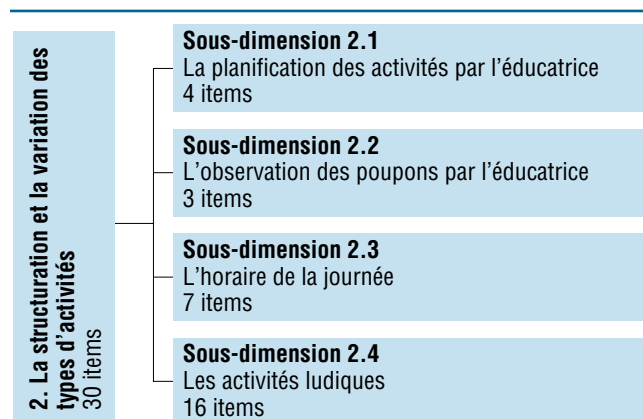 2. La structuration et la variation des
types d’activités
30 items
Sous-dimension 2.1
La planification des activités par l’éducatrice
4 items
Sous-dimension 2.2
L’observation des poupons par l’éducatrice
3 items
Sous-dimension 2.3
L’horaire de la journée
7 items
Sous-dimension 2.4
Les activités ludiques
16 items